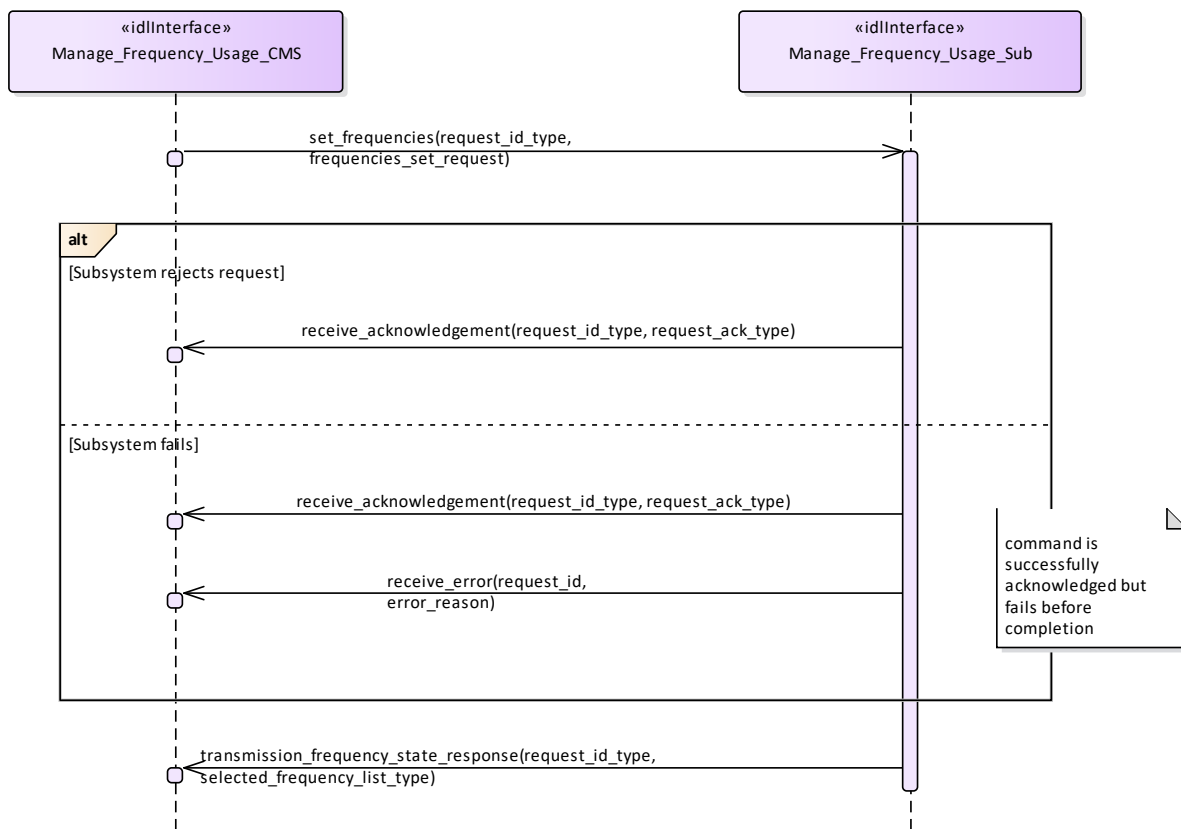 «idlInterface»
Manage_Frequency_Usage_CMS
«idlInterface»
Manage_Frequency_Usage_Sub
set_frequencies(request_id_type,
frequencies_set_request)
alt
[Subsystem rejects request]
receive_acknowledgement(request_id_type, request_ack_type)
[Subsystem fails]
receive_acknowledgement(request_id_type, request_ack_type)
command is
successfully
acknowledged but
fails before
completion
receive_error(request_id,
error_reason)
transmission_frequency_state_response(request_id_type,
selected_frequency_list_type)